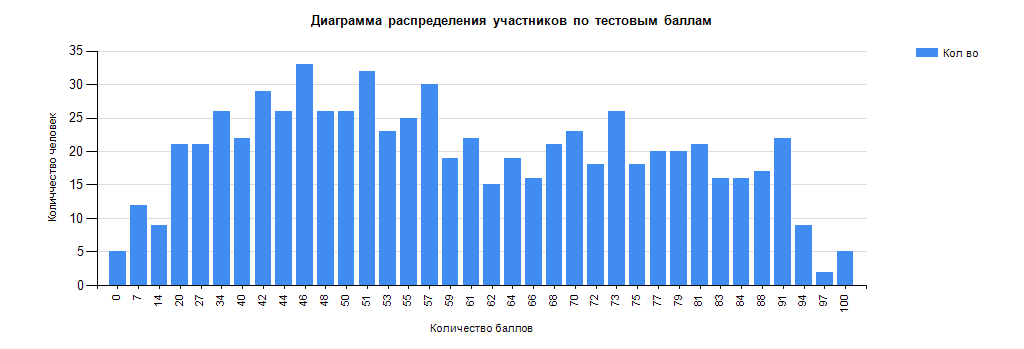 Диаграмма распределения участников по тестовым баллам
Кол во
Количчество человек
35
30
25
20
15
10
5
0
0 7 14 20 27 34 40 42 44 46 48 50 51 53 55 57 59 61 62 64 66 68 70 72 73 75 77 79 81 83 84 88 91 94 97 100
Количество баллов